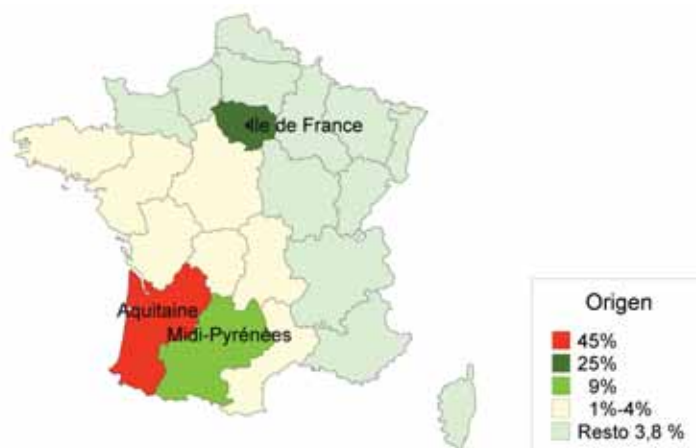 Ile de France
Aquitaine
Midi-Pyrénées
Origen
45%
25%
9%
1%-4%
Resto 3,8 %